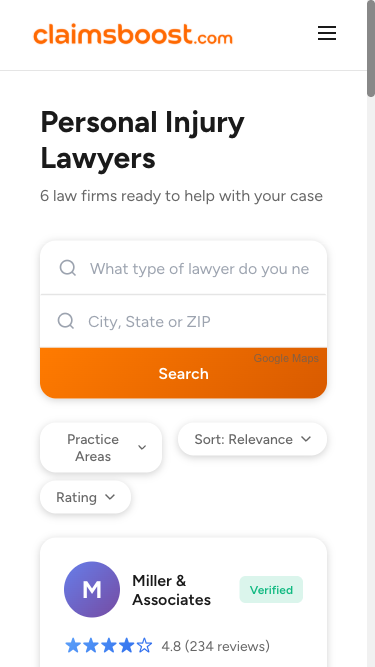 claimsboost.com
Personal Injury
Lawyers
6 law firms ready to help with your case
What type of lawyer do you ne
City, State or ZIP
Google Maps
Search
Practice
Areas
Sort: Relevance
Rating
M
Miller &
Associates
Verified
4.8 (234 reviews)